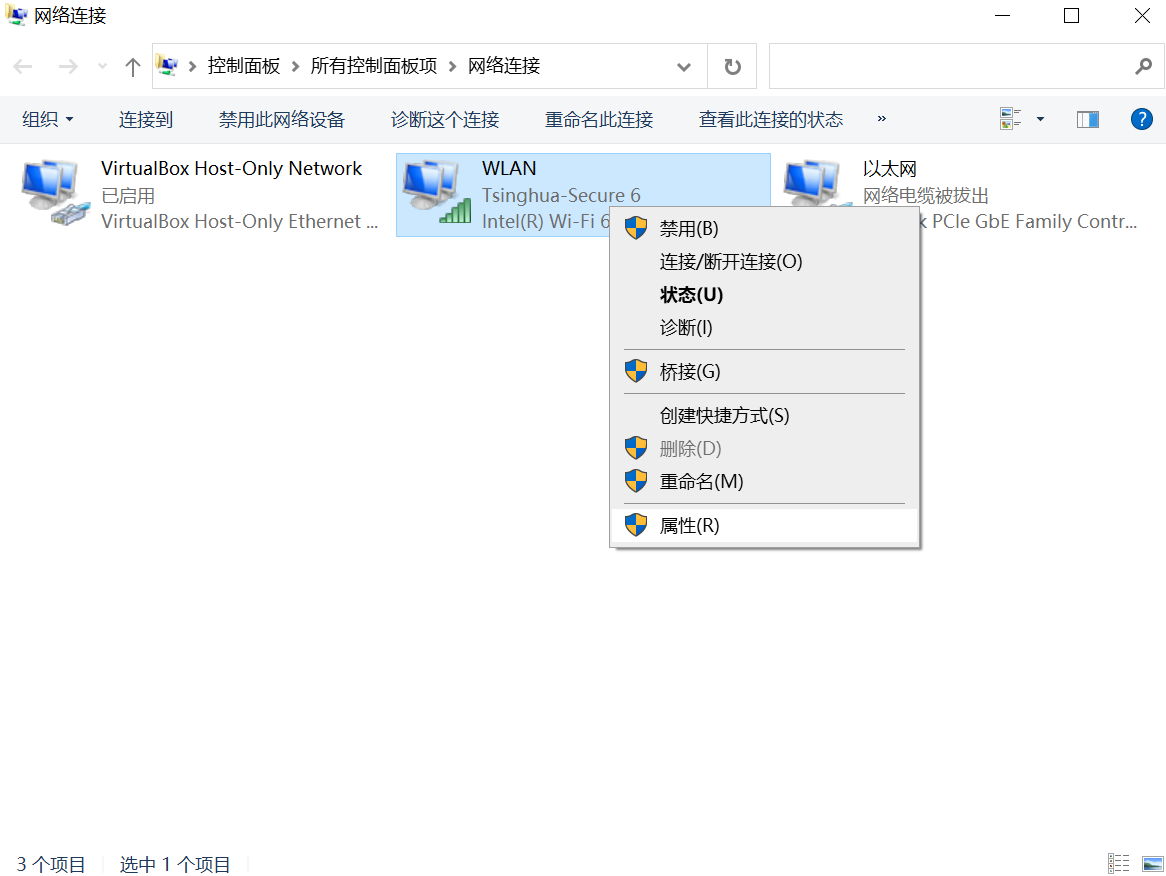 网络连接
控制面板 所有控制面板项 网络连接
组织 连接到 禁用此网络设备 诊断这个连接 重命名此连接 查看此连接的状态 »
VirtualBox Host-Only Network
已启用
VirtualBox Host-Only Ethernet ...
WLAN
Tsinghua-Secure 6
Intel(R) Wi-Fi 6
以太网
网络电缆被拔出
PCIe GbE Family Contr...
禁用(B)
连接/断开连接(O)
状态(U)
诊断(I)
桥接(G)
创建快捷方式(S)
删除(D)
重命名(M)
属性(R)
3 个项目 选中 1 个项目